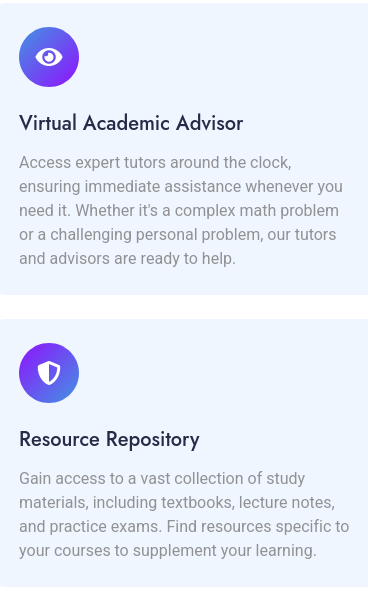 Virtual Academic Advisor
Access expert tutors around the clock,
ensuring immediate assistance whenever you
need it. Whether it's a complex math problem
or a challenging personal problem, our tutors
and advisors are ready to help.
Resource Repository
Gain access to a vast collection of study
materials, including textbooks, lecture notes,
and practice exams. Find resources specific to
your courses to supplement your learning.